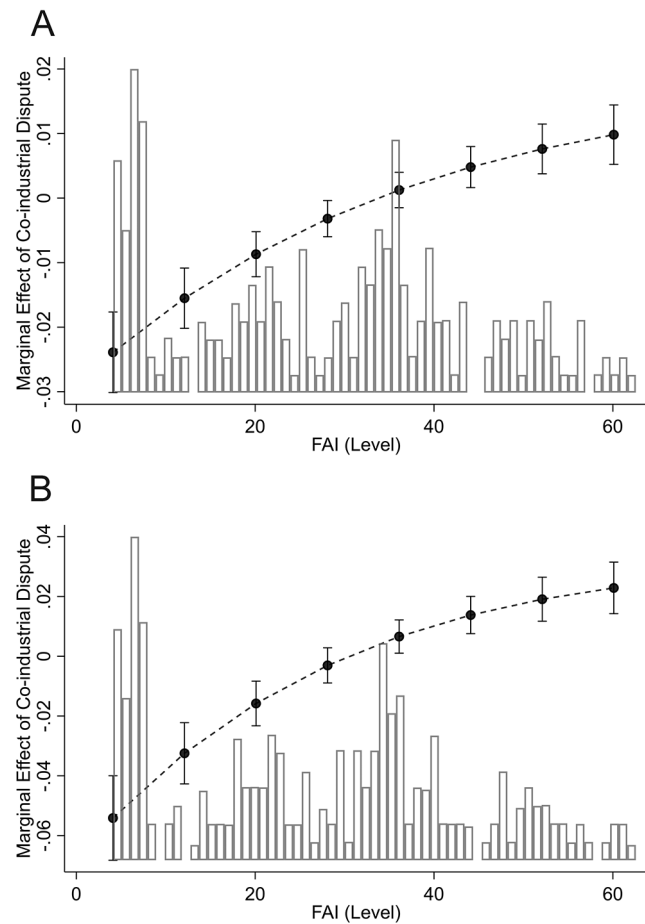 A
Marginal Effect of Co-industrial Dispute
.02
.01
0
-.01
-.02
-.03
0 20 40 60
FAI (Level)
B
Marginal Effect of Co-industrial Dispute
.04
.02
0
-.02
-.04
-.06
0 20 40 60
FAI (Level)